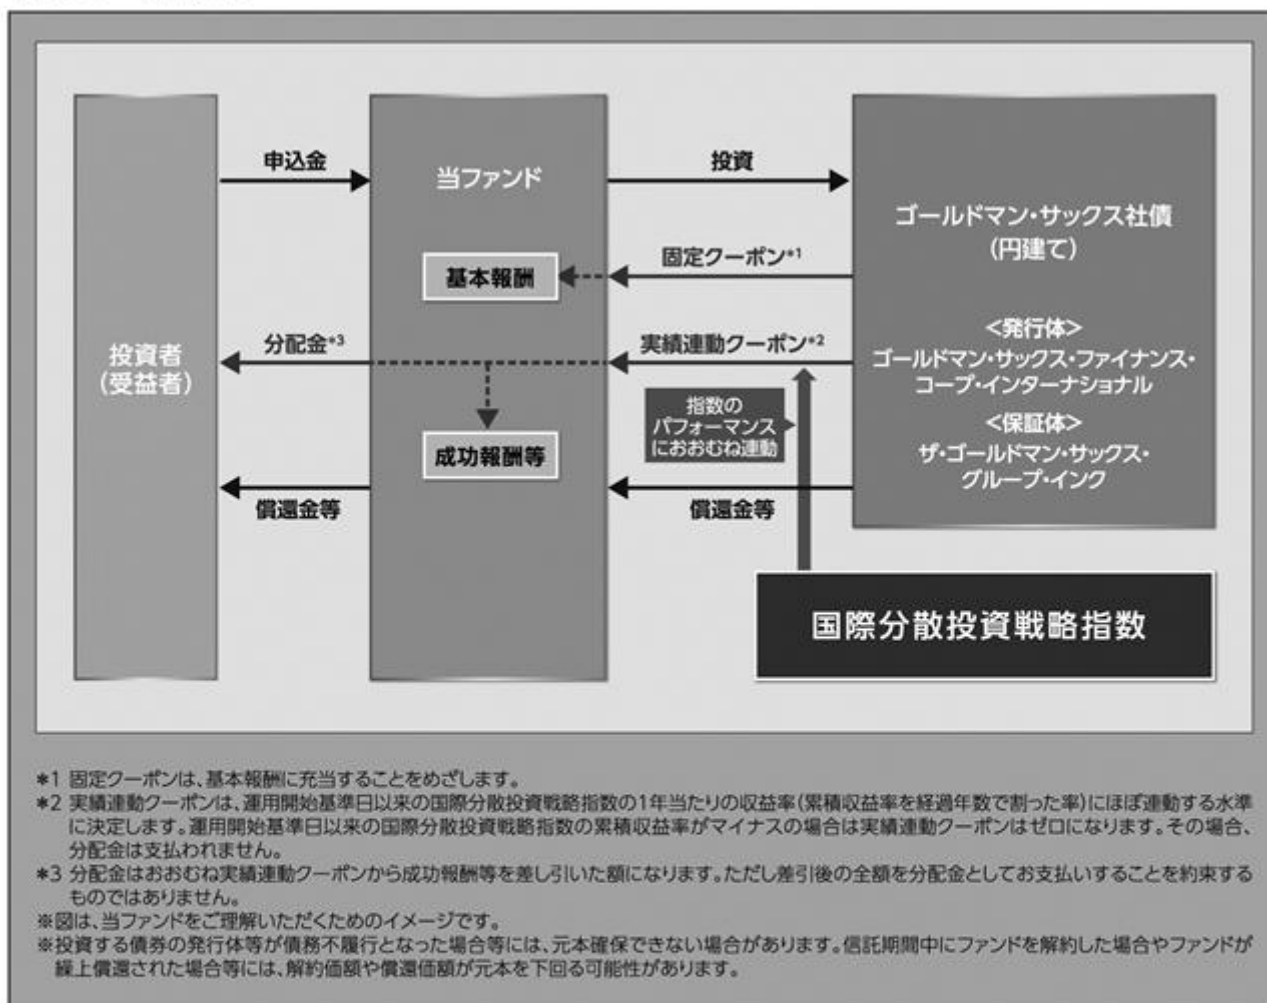 申込金
当ファンド
投資
ゴールドマン・サックス社債
(円建て)
固定クーポン*1
基本報酬
<発行体>
ゴールドマン・サックス・ファイナンス・
コープ・インターナショナル
<保証体>
ザ・ゴールドマン・サックス・
グループ・インク
投資者
(受益者)
分配金*3
実績連動クーポン*2
指数の
パフォーマンス
におおむね連動
成功報酬等
償還金等
償還金等
国際分散投資戦略指数
*1 固定クーポンは、基本報酬に充当することをめざします。
*2 実績連動クーポンは、運用開始基準日以来の国際分散投資戦略指数の1年当たりの収益率(累積収益率を経過年数で割った率)にほぼ連動する水準
に決定します。運用開始基準日以来の国際分散投資戦略指数の累積収益率がマイナスの場合は実績連動クーポンはゼロになります。その場合、
分配金は支払われません。
*3 分配金はおおむね実績連動クーポンから成功報酬等を差し引いた額になります。ただし差引後の全額を分配金としてお支払いすることを約束する
ものではありません。
※図は、当ファンドをご理解いただくためのイメージです。
※投資する債券の発行体等が債務不履行となった場合等には、元本確保できない場合があります。信託期間中にファンドを解約した場合やファンドが
繰上償還された場合等には、解約価額や償還価額が元本を下回る可能性があります。